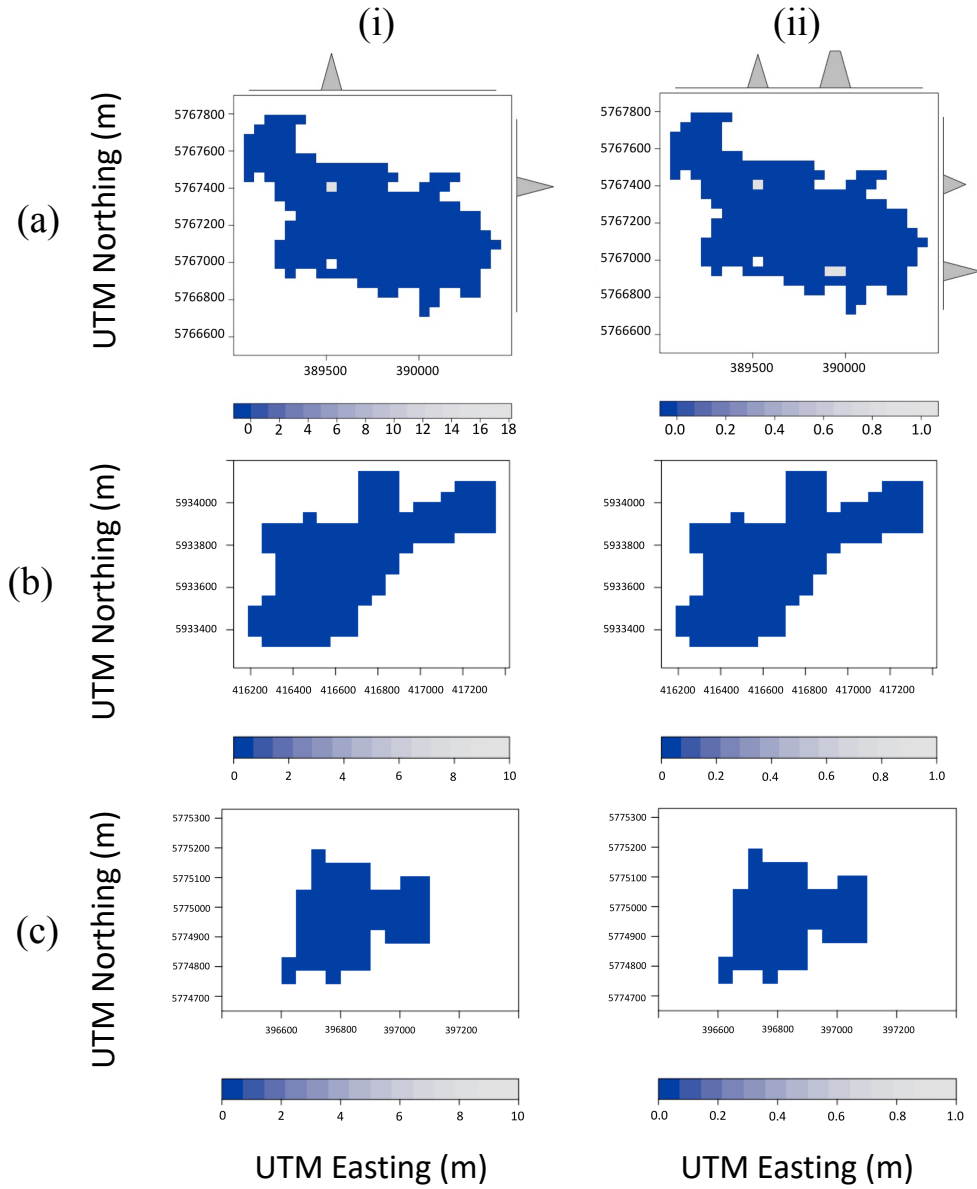 (i)
(ii)
(a)
UTM Northing (m)
5767800
5767600
5767400
5767200
5767000
5766800
5766600
389500 390000
0 2 4 6 8 10 12 14 16 18
5767800
5767600
5767400
5767200
5767000
5766800
5766600
389500 390000
0.0 0.2 0.4 0.6 0.8 1.0
(b)
UTM Northing (m)
5934000
5933800
5933600
5933400
416200 416400 416600 416800 417000 417200
0 2 4 6 8 10
5934000
5933800
5933600
5933400
416200 416400 416600 416800 417000 417200
0.0 0.2 0.4 0.6 0.8 1.0
(c)
UTM Northing (m)
5775300
5775200
5775100
5775000
5774900
5774800
5774700
396600 396800 397000 397200
0 2 4 6 8 10
5775300
5775200
5775100
5775000
5774900
5774800
5774700
396600 396800 397000 397200
0.0 0.2 0.4 0.6 0.8 1.0
UTM Easting (m)
UTM Easting (m)